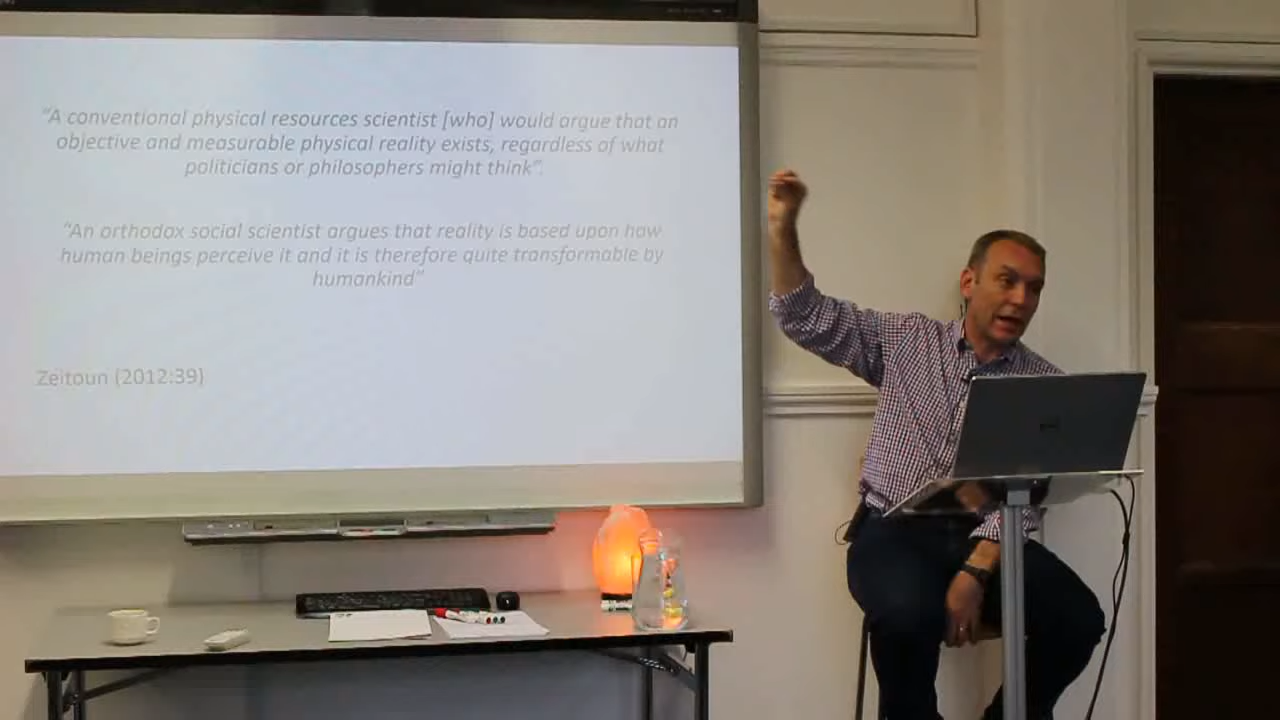 "A conventional physical resources scientist [who] would argue that an
objective and measurable physical reality exists, regardless of what
politicians or philosophers might think".
"An orthodox social scientist argues that reality is based upon how
human beings perceive it and it is therefore quite transformable by
humankind"
Zeitoun (2012:39)